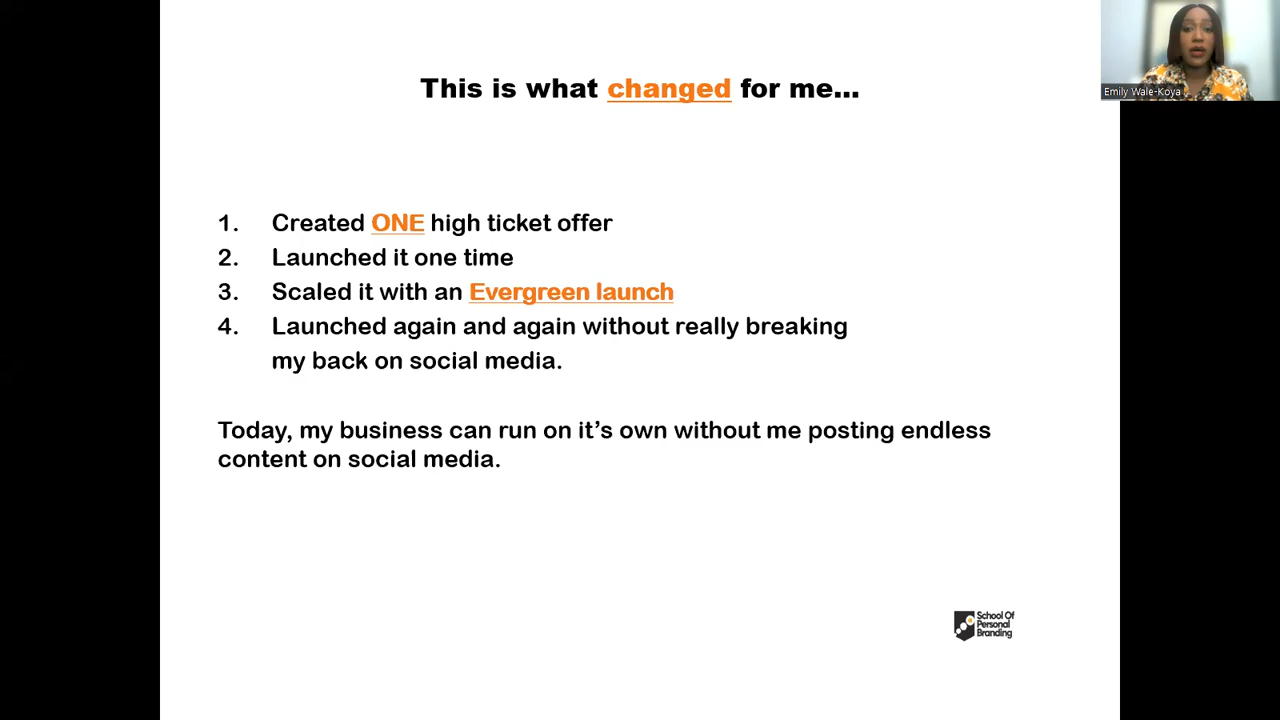 This is what changed for me...
Emily Wale-Koya
1. Created ONE high ticket offer
2. Launched it one time
3. Scaled it with an Evergreen launch
4. Launched again and again without really breaking
my back on social media.
Today, my business can run on it’s own without me posting endless
content on social media.
School Of
Personal
Branding